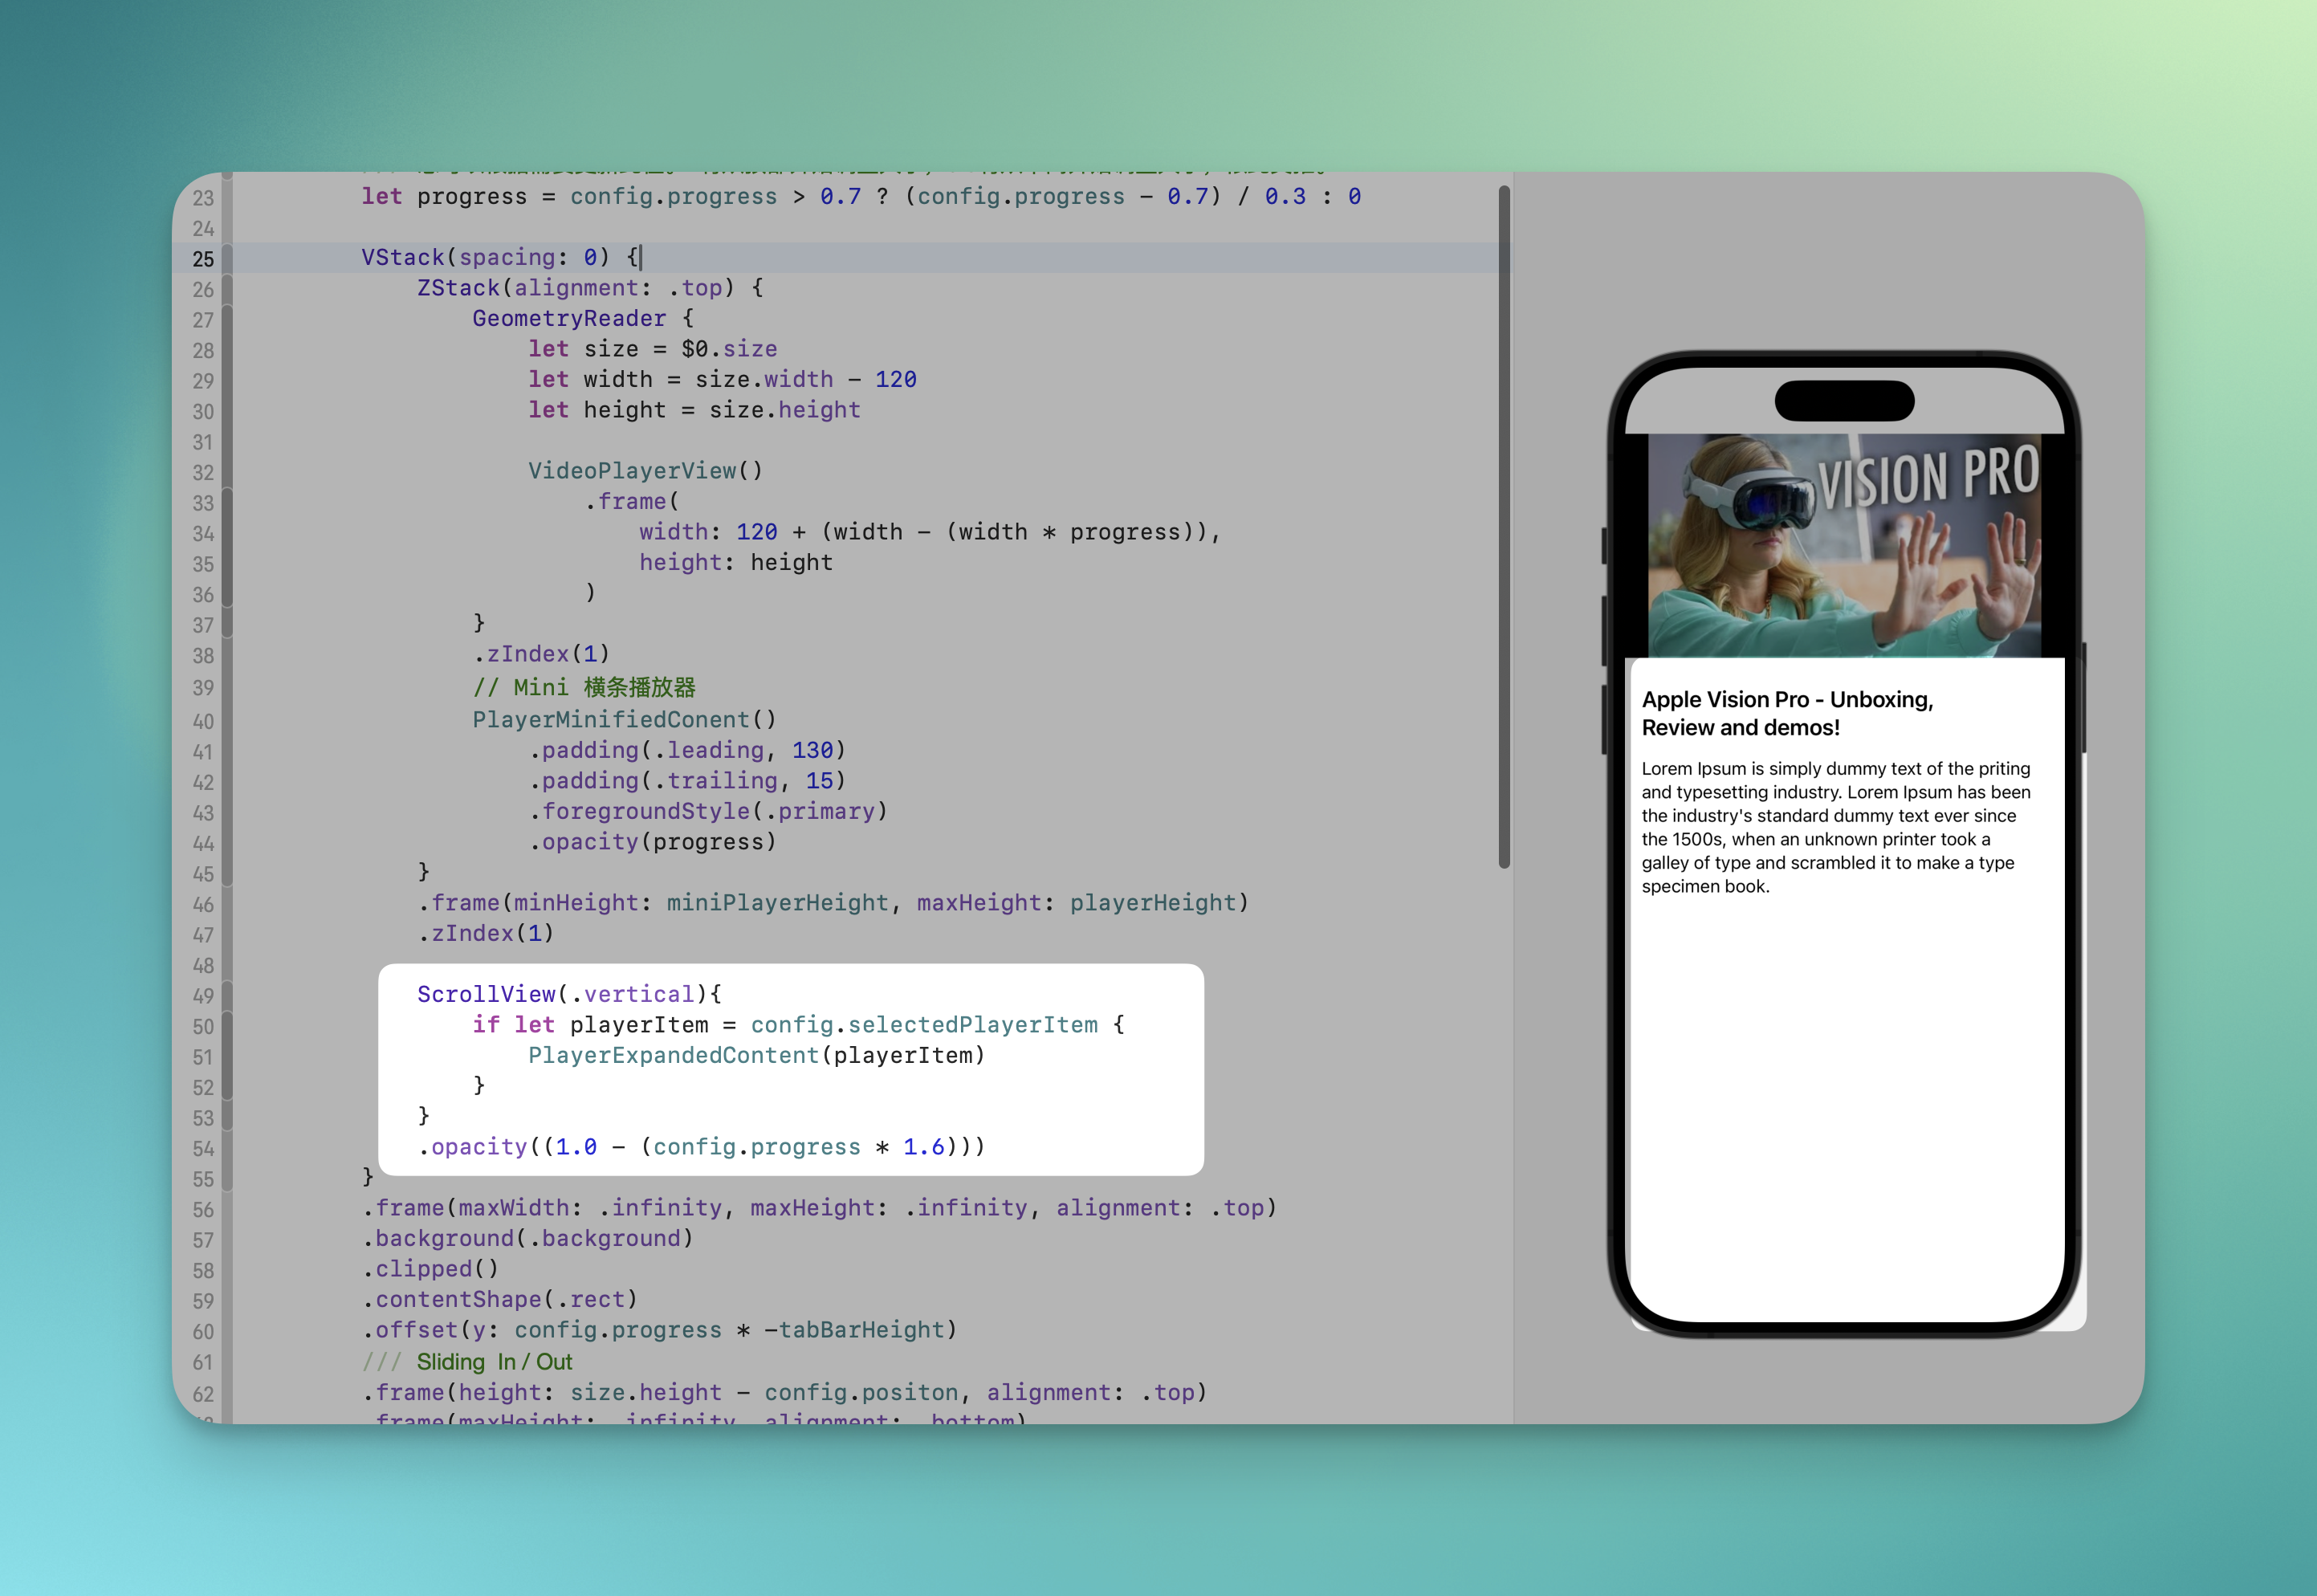 23 let progress = config.progress > 0.7 ? (config.progress - 0.7) / 0.3 : 0
24
25 VStack(spacing: 0) {
26 ZStack(alignment: .top) {
27 GeometryReader {
28 let size = $0.size
29 let width = size.width - 120
30 let height = size.height
31
32 VideoPlayerView()
33 .frame(
34 width: 120 + (width - (width * progress)),
35 height: height
36 )
37 }
38 .zIndex(1)
39 // Mini 横条播放器
40 PlayerMinifiedConent()
41 .padding(.leading, 130)
42 .padding(.trailing, 15)
43 .foregroundStyle(.primary)
44 .opacity(progress)
45 }
46 .frame(minHeight: miniPlayerHeight, maxHeight: playerHeight)
47 .zIndex(1)
48
49 ScrollView(.vertical){
50 if let playerItem = config.selectedPlayerItem {
51 PlayerExpandedContent(playerItem)
52 }
53 }
54 .opacity((1.0 - (config.progress * 1.6)))
55 }
56 .frame(maxWidth: .infinity, maxHeight: .infinity, alignment: .top)
57 .background(.background)
58 .clipped()
59 .contentShape(.rect)
60 .offset(y: config.progress * -tabBarHeight)
61 /// Sliding In / Out
62 .frame(height: size.height - config.positon, alignment: .top)
.frame(maxHeight: .infinity, alignment: .bottom)
VISION PRO
Apple Vision Pro - Unboxing,
Review and demos!
Lorem Ipsum is simply dummy text of the priting
and typesetting industry. Lorem Ipsum has been
the industry's standard dummy text ever since
the 1500s, when an unknown printer took a
galley of type and scrambled it to make a type
specimen book.